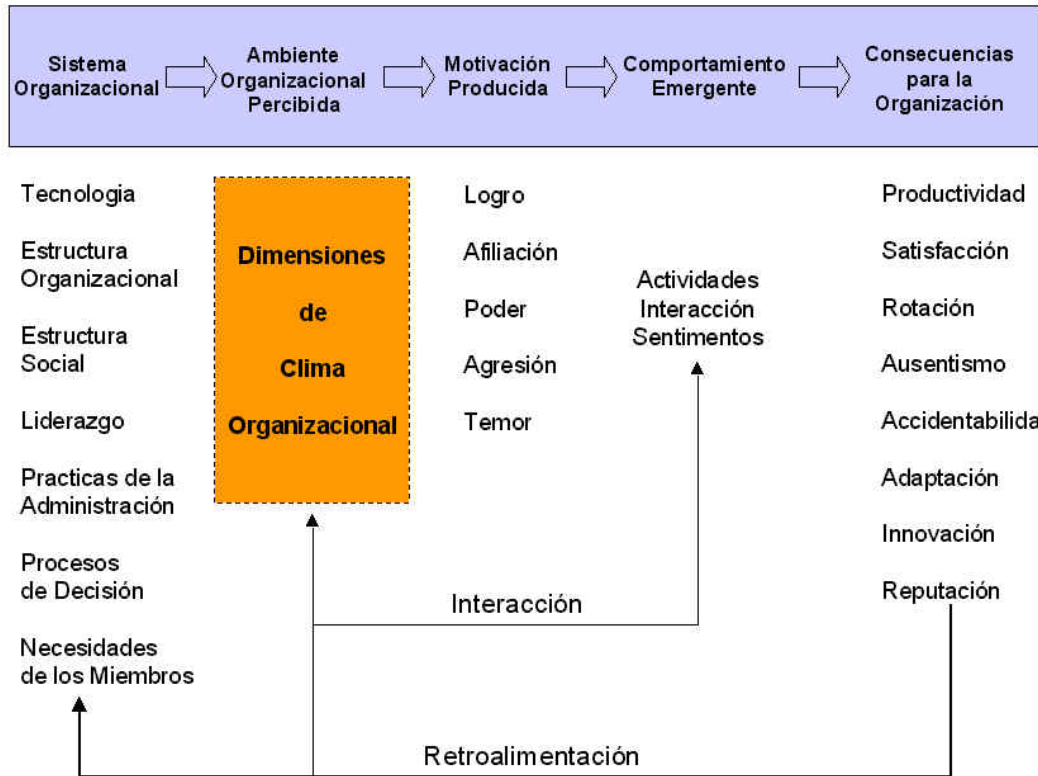 Sistema
Organizacional
Ambiente
Organizacional
Percibida
Motivación
Producida
Comportamiento
Emergente
Consecuencias
para la
Organización
Tecnologia
Estructura
Organizacional
Estructura
Social
Liderazgo
Practicas de la
Administración
Procesos
de Decisión
Necesidades
de los Miembros
Dimensiones
de
Clima
Organizacional
Logro
Afiliación
Poder
Agresión
Temor
Actividades
Interacción
Sentimentos
Productividad
Satisfacción
Rotación
Ausentismo
Accidentabilida
Adaptación
Innovación
Reputación
Interacción
Retroalimentación